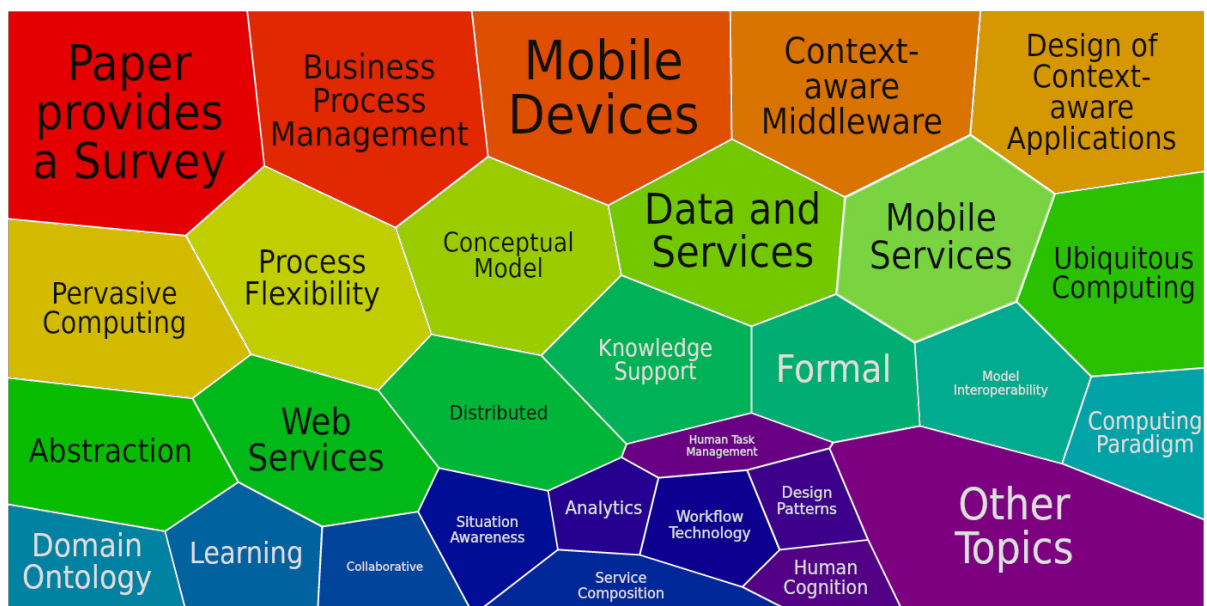 Paper
provides
a Survey
Business
Process
Management
Mobile
Devices
Context-
aware
Middleware
Design of
Context-
aware
Applications
Pervasive
Computing
Process
Flexibility
Conceptual
Model
Data and
Services
Mobile
Services
Ubiquitous
Computing
Abstraction
Web
Services
Distributed
Knowledge
Support
Formal
Model
Interoperability
Computing
Paradigm
Domain
Ontology
Learning
Collaborative
Situation
Awareness
Analytics
Human Task
Management
Workflow
Technology
Design
Patterns
Service
Composition
Human
Cognition
Other
Topics